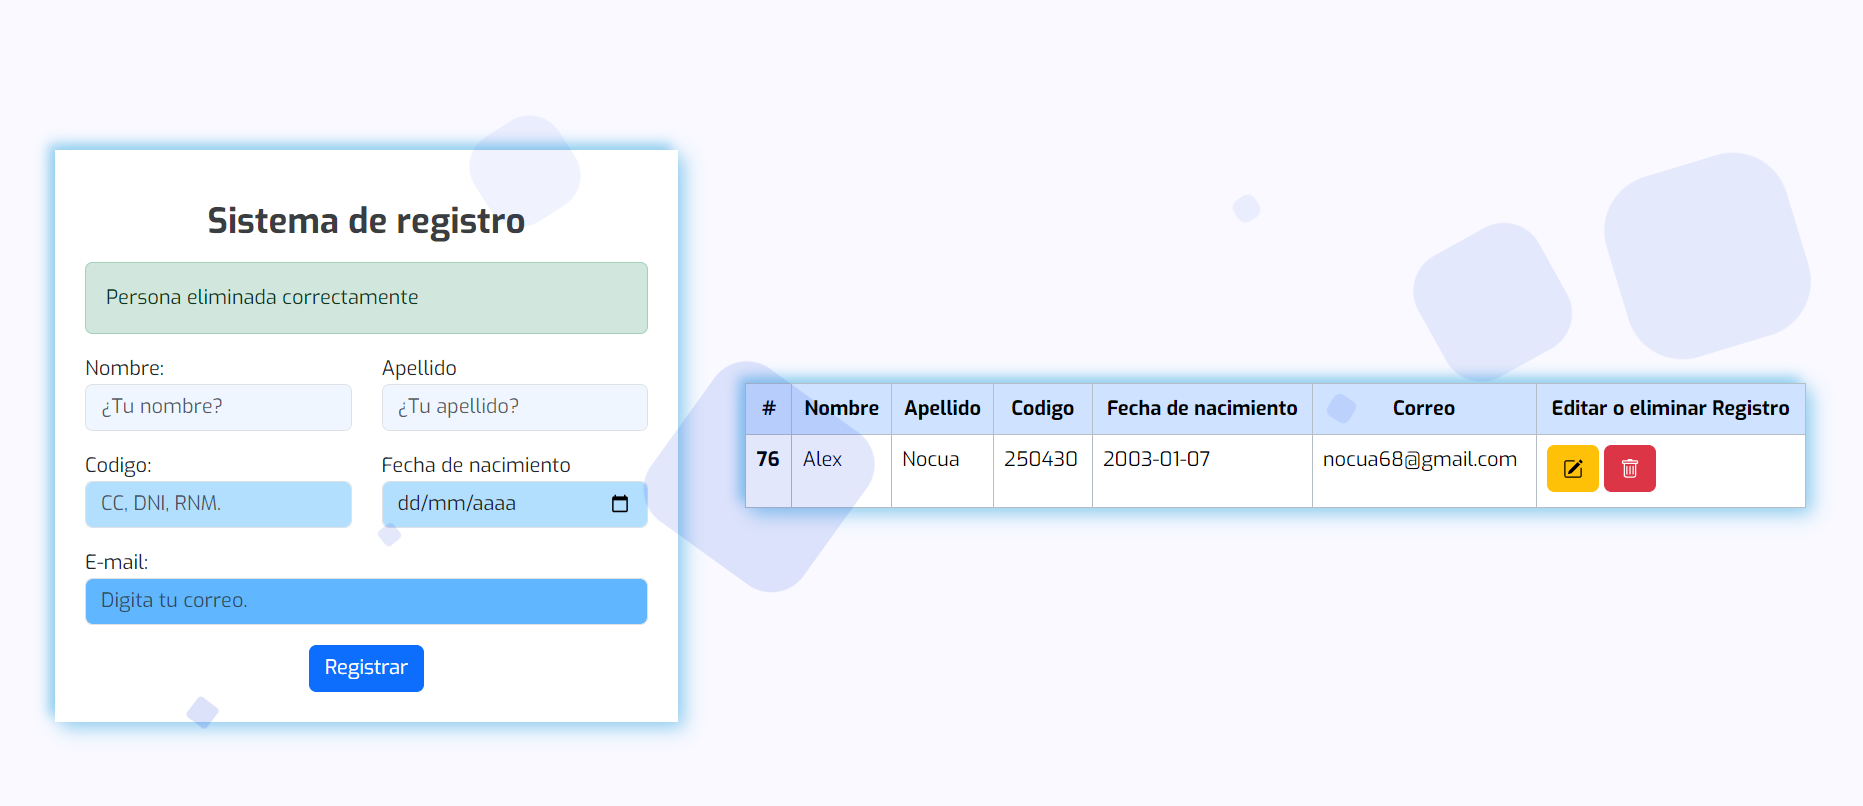 Sistema de registro
Persona eliminada correctamente
Nombre: Apellido
¿Tu nombre? ¿Tu apellido?
Codigo: Fecha de nacimiento
CC, DNI, RNM. dd/mm/aaaa
E-mail:
Digita tu correo.
Registrar
# Nombre Apellido Codigo Fecha de nacimiento Correo Editar o eliminar Registro
76 Alex Nocua 250430 2003-01-07 nocua68@gmail.com